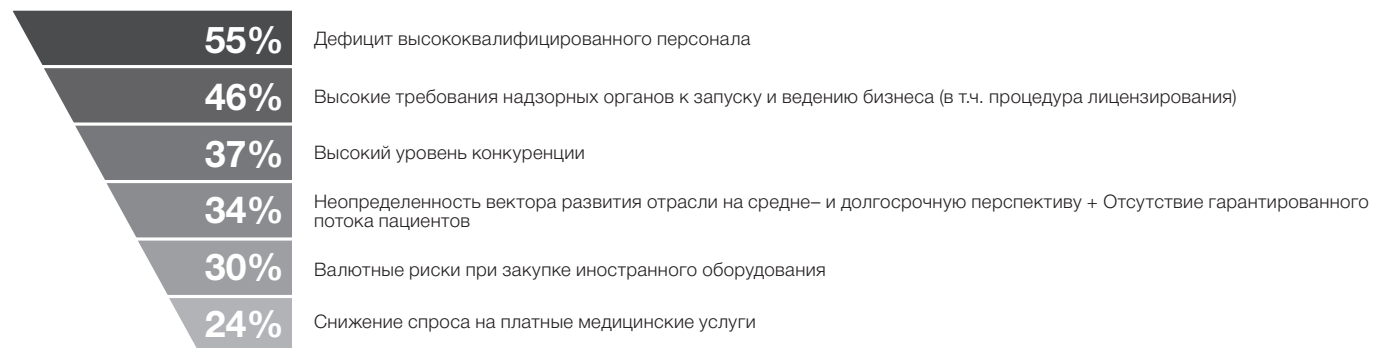 55%
Дефицит высококвалифицированного персонала
46%
Высокие требования надзорных органов к запуску и ведению бизнеса (в т.ч. процедура лицензирования)
37%
Высокий уровень конкуренции
34%
Неопределенность вектора развития отрасли на средне– и долгосрочную перспективу + Отсутствие гарантированного
потока пациентов
30%
Валютные риски при закупке иностранного оборудования
24%
Снижение спроса на платные медицинские услуги